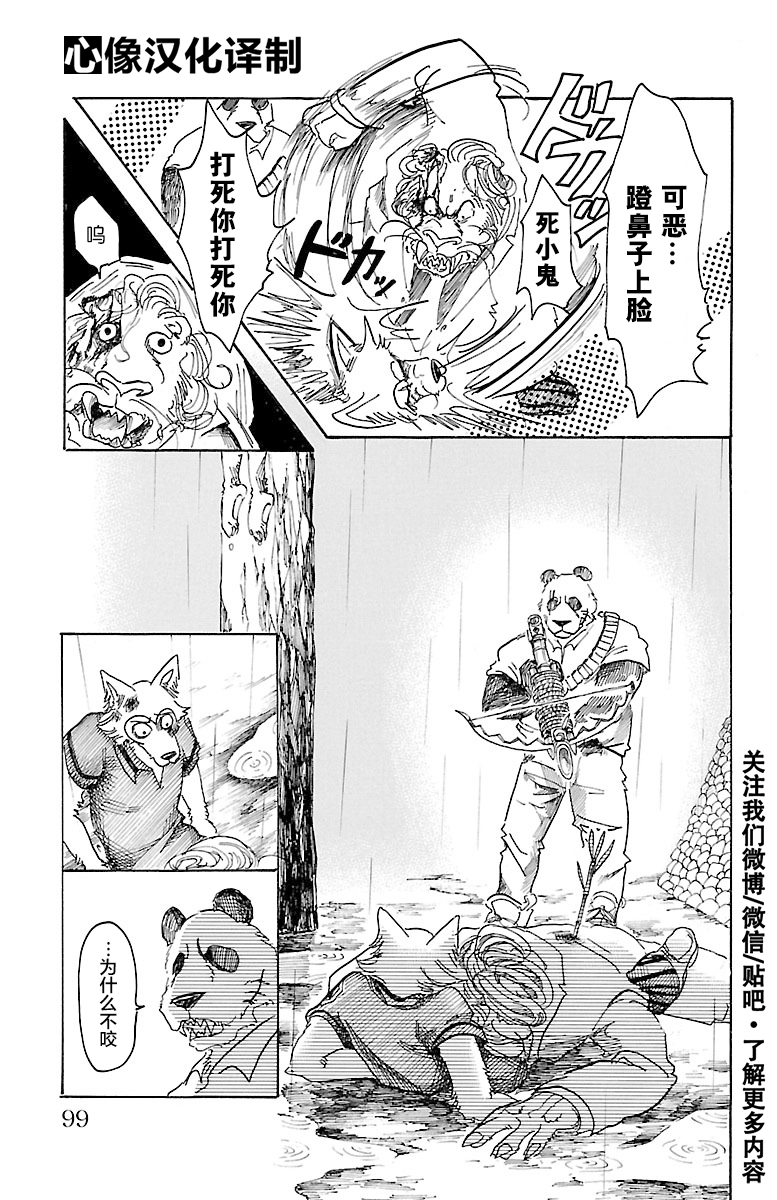 心像汉化译制
可恶…
蹬鼻子上脸
ドカッ
死小鬼
ドカッ
打死你打死你
呜
…为什么不咬
99
关注我们微博/微信/贴吧·了解更多内容